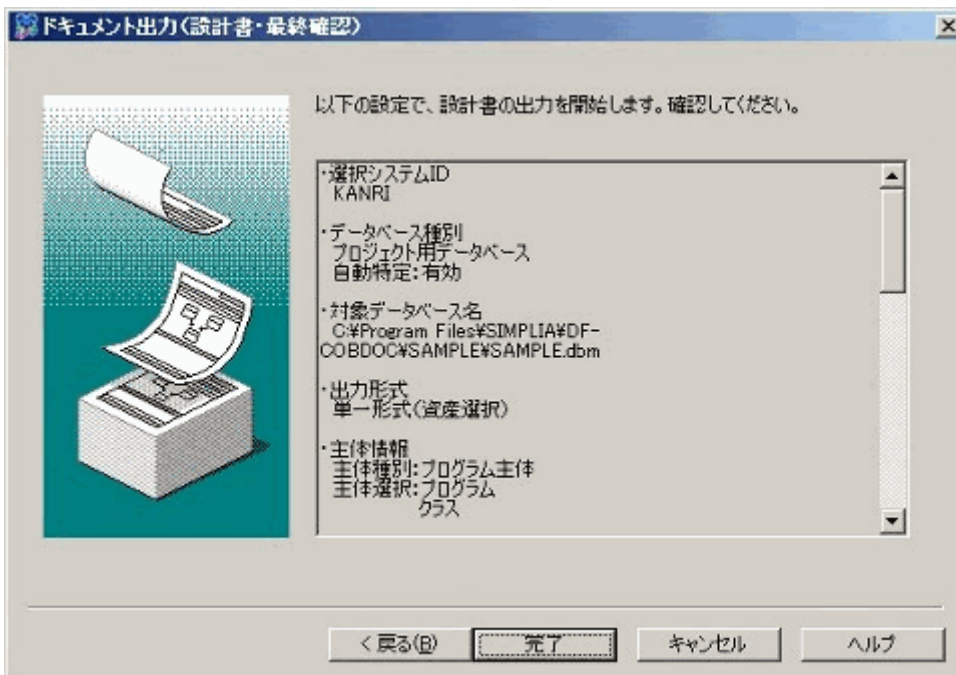 ドキュメント出力(設計書・最終確認)
以下の設定で、設計書の出力を開始します。確認してください。
・選択システムID
KANRI
・データベース種別
プロジェクト用データベース
自動特定:有効
・対象データベース名
C:¥Program Files¥SIMPLIA¥DF-
COBDOC¥SAMPLE¥SAMPLE.dbm
・出力形式
単一形式(資産選択)
・主体情報
主体種別:プログラム主体
主体選択:プログラム
クラス
< 戻る(B) 完了 キャンセル ヘルプ